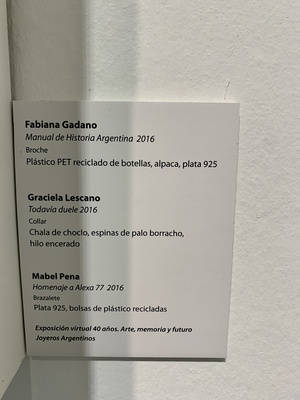 Fabiana Gadano
Manual de Historia Argentina 2016
Broche
Plástico PET reciclado de botellas, alpaca, plata 925
Graciela Lescano
Todavía duele 2016
Collar
Chala de choclo, espinas de palo borracho,
hilo encerado
Mabel Pena
Homenaje a Alexa 77 2016
Brazalete
Plata 925, bolsas de plástico recicladas
Exposición virtual 40 años. Arte, memoria y futuro
Joyeros Argentinos